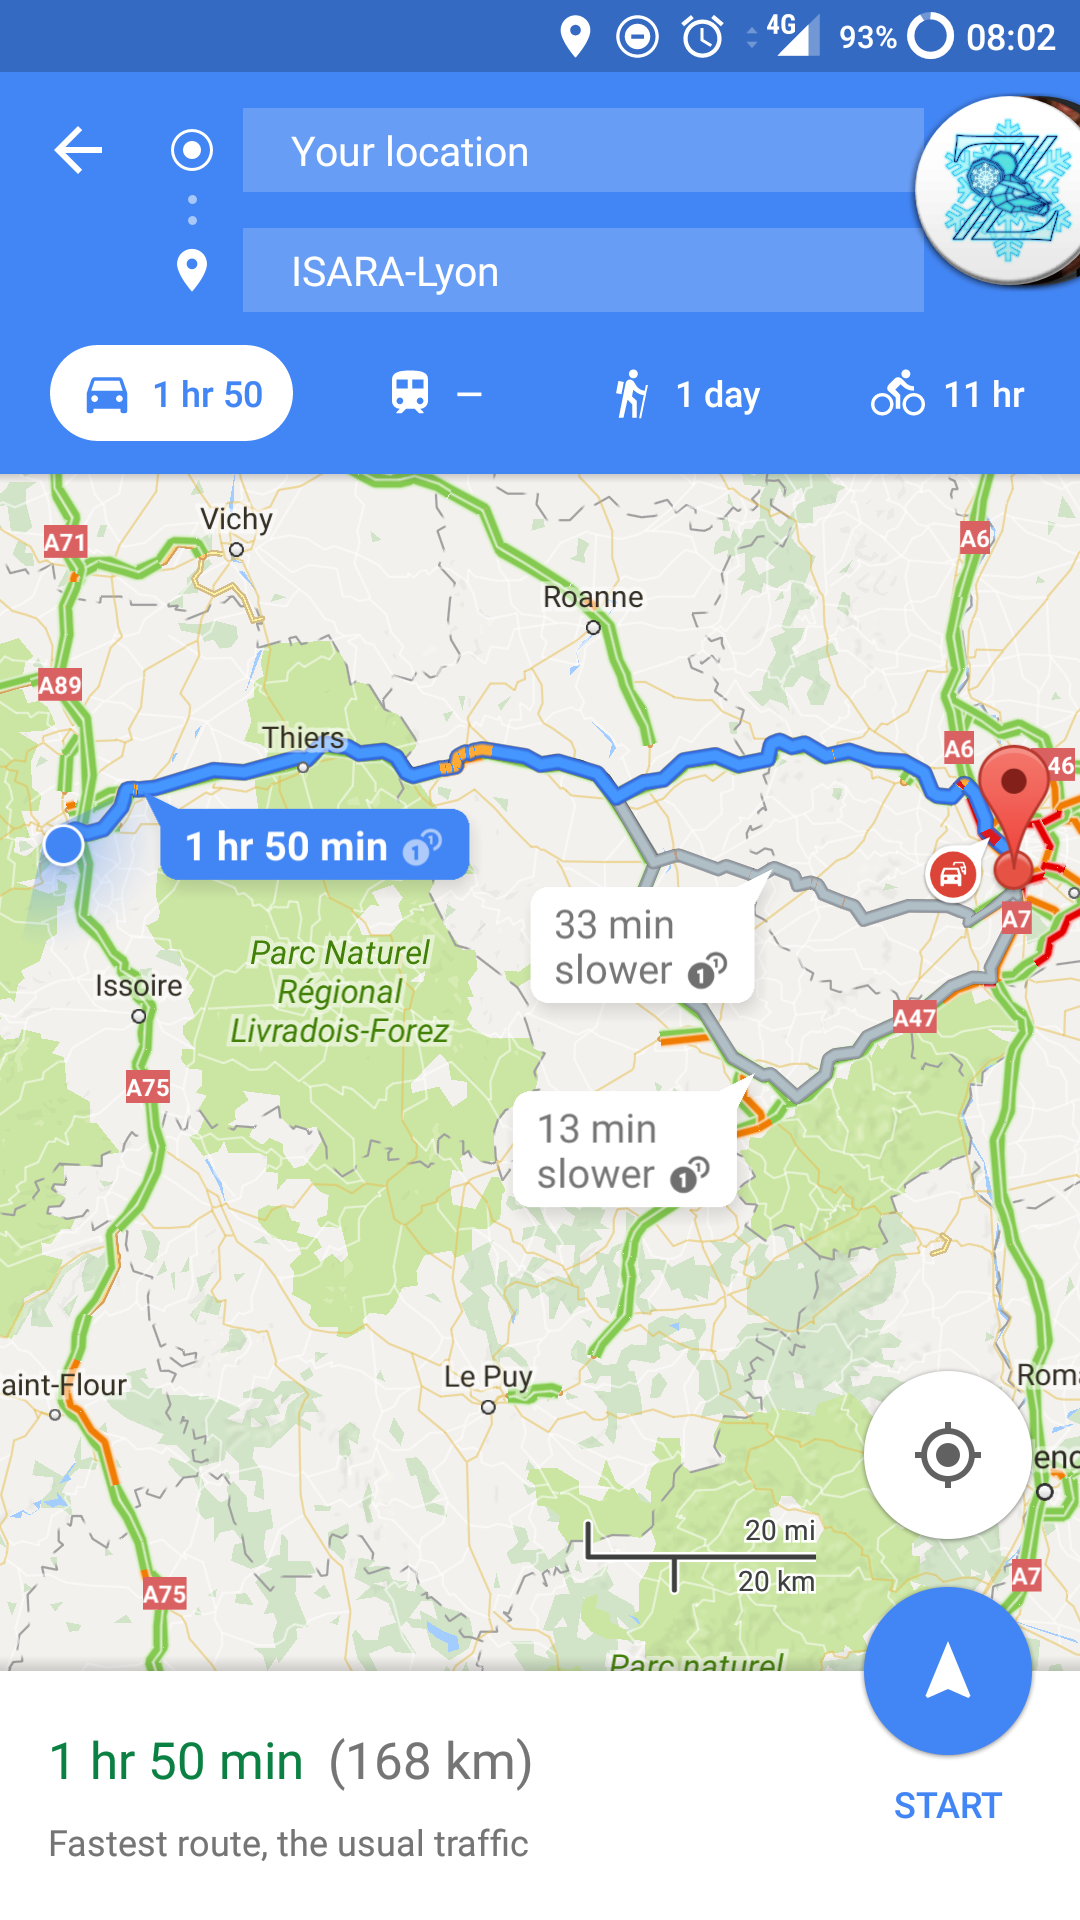 4G 93% 08:02
Your location
ISARA-Lyon
1 hr 50 – 1 day 11 hr
Vichy
A71
A6
Roanne
A89
Thiers
A6
46
1 hr 50 min
33 min
slower
A7
Parc Naturel
Régional
Livradois-Forez
Issoire
A47
A75
13 min
slower
Le Puy
aint-Flour
Roma
enc
20 mi
20 km
A75
A7
Parc naturel
1 hr 50 min (168 km)
START
Fastest route, the usual traffic